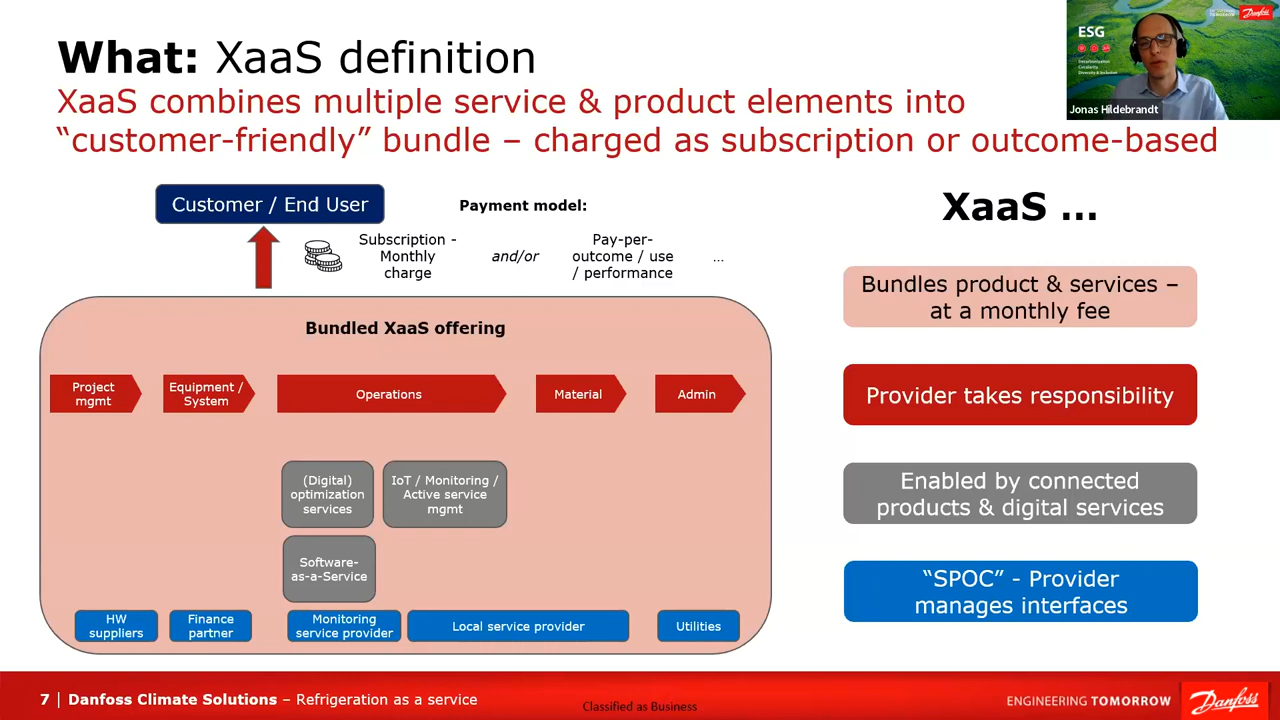 What: XaaS definition
XaaS combines multiple service & product elements into
“customer-friendly” bundle – charged as subscription or outcome-based
ESG
Decarbonization
Circularity
Diversity & Inclusion
TOMORROW
Danfoss
Jonas Hildebrandt
Customer / End User
Payment model:
Subscription -
Monthly
charge
and/or
Pay-per-
outcome / use
/ performance
...
Bundled XaaS offering
Project
mgmt
Equipment /
System
Operations
Material
Admin
(Digital)
optimization
services
IoT / Monitoring /
Active service
mgmt
Software-
as-a-Service
HW
suppliers
Finance
partner
Monitoring
service provider
Local service provider
Utilities
XaaS ...
Bundles product & services –
at a monthly fee
Provider takes responsibility
Enabled by connected
products & digital services
“SPOC” - Provider
manages interfaces
7 | Danfoss Climate Solutions – Refrigeration as a service
Classified as Business
ENGINEERING TOMORROW
Danfoss